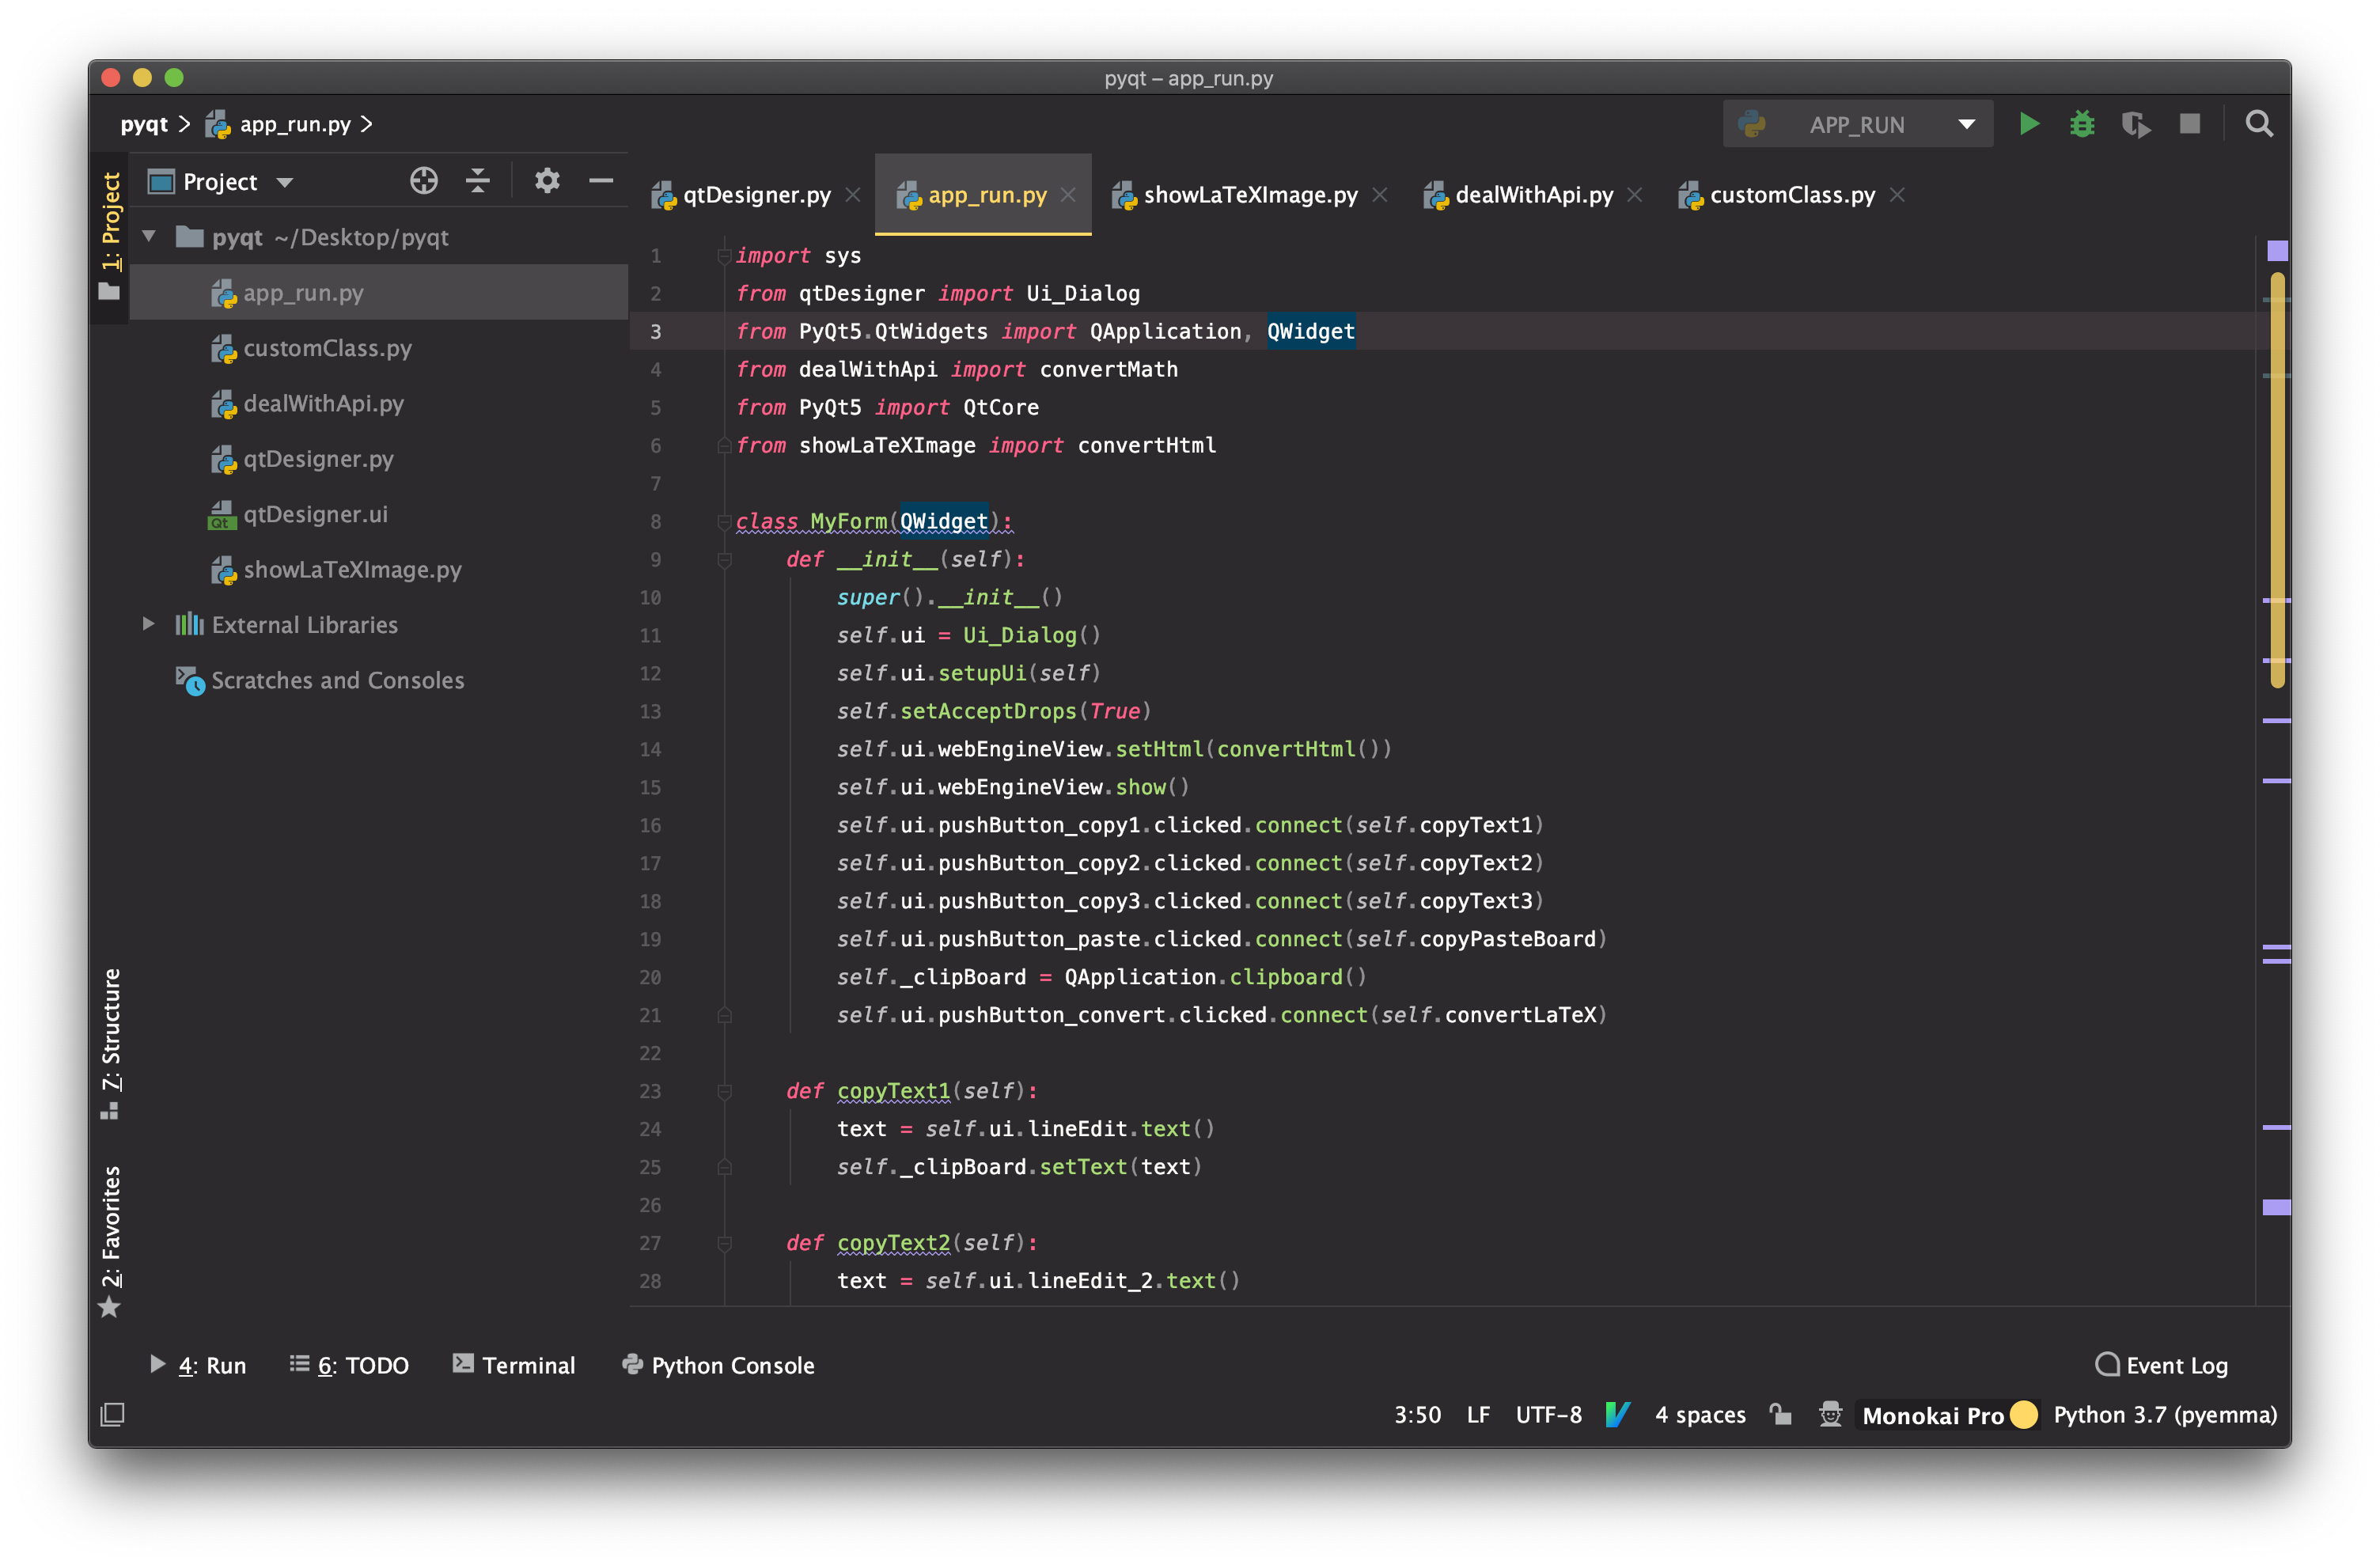 pyqt – app_run.py
pyqt > app_run.py >
APP_RUN
1: Project
Project
qtDesigner.py
app_run.py
showLaTeXImage.py
dealWithApi.py
customClass.py
pyqt ~/Desktop/pyqt
app_run.py
customClass.py
dealWithApi.py
qtDesigner.py
Qt qtDesigner.ui
showLaTeXImage.py
External Libraries
Scratches and Consoles
7: Structure
2: Favorites
1 import sys
2 from qtDesigner import Ui_Dialog
3 from PyQt5.QtWidgets import QApplication, QWidget
4 from dealWithApi import convertMath
5 from PyQt5 import QtCore
6 from showLaTeXImage import convertHtml
7
8 class MyForm(QWidget):
9 def __init__(self):
10 super().__init__()
11 self.ui = Ui_Dialog()
12 self.ui.setupUi(self)
13 self.setAcceptDrops(True)
14 self.ui.webEngineView.setHtml(convertHtml())
15 self.ui.webEngineView.show()
16 self.ui.pushButton_copy1.clicked.connect(self.copyText1)
17 self.ui.pushButton_copy2.clicked.connect(self.copyText2)
18 self.ui.pushButton_copy3.clicked.connect(self.copyText3)
19 self.ui.pushButton_paste.clicked.connect(self.copyPasteBoard)
20 self._clipBoard = QApplication.clipboard()
21 self.ui.pushButton_convert.clicked.connect(self.convertLaTeX)
22
23 def copyText1(self):
24 text = self.ui.lineEdit.text()
25 self._clipBoard.setText(text)
26
27 def copyText2(self):
28 text = self.ui.lineEdit_2.text()
4: Run
6: TODO
Terminal
Python Console
Event Log
3:50 LF UTF-8 4 spaces Monokai Pro Python 3.7 (pyemma)